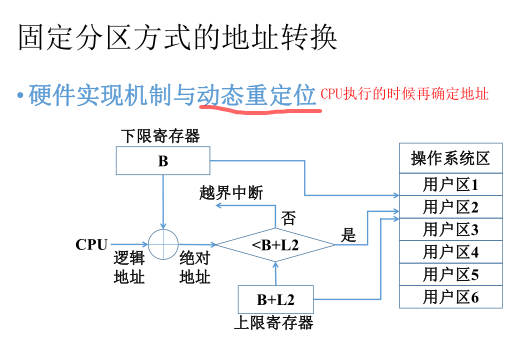 固定分区方式的地址转换
•硬件实现机制与动态重定位 CPU执行的时候再确定地址
下限寄存器
B
越界中断
否
CPU
逻辑
地址
绝对
地址
<B+L2
是
B+L2
上限寄存器
操作系统区
用户区1
用户区2
用户区3
用户区4
用户区5
用户区6